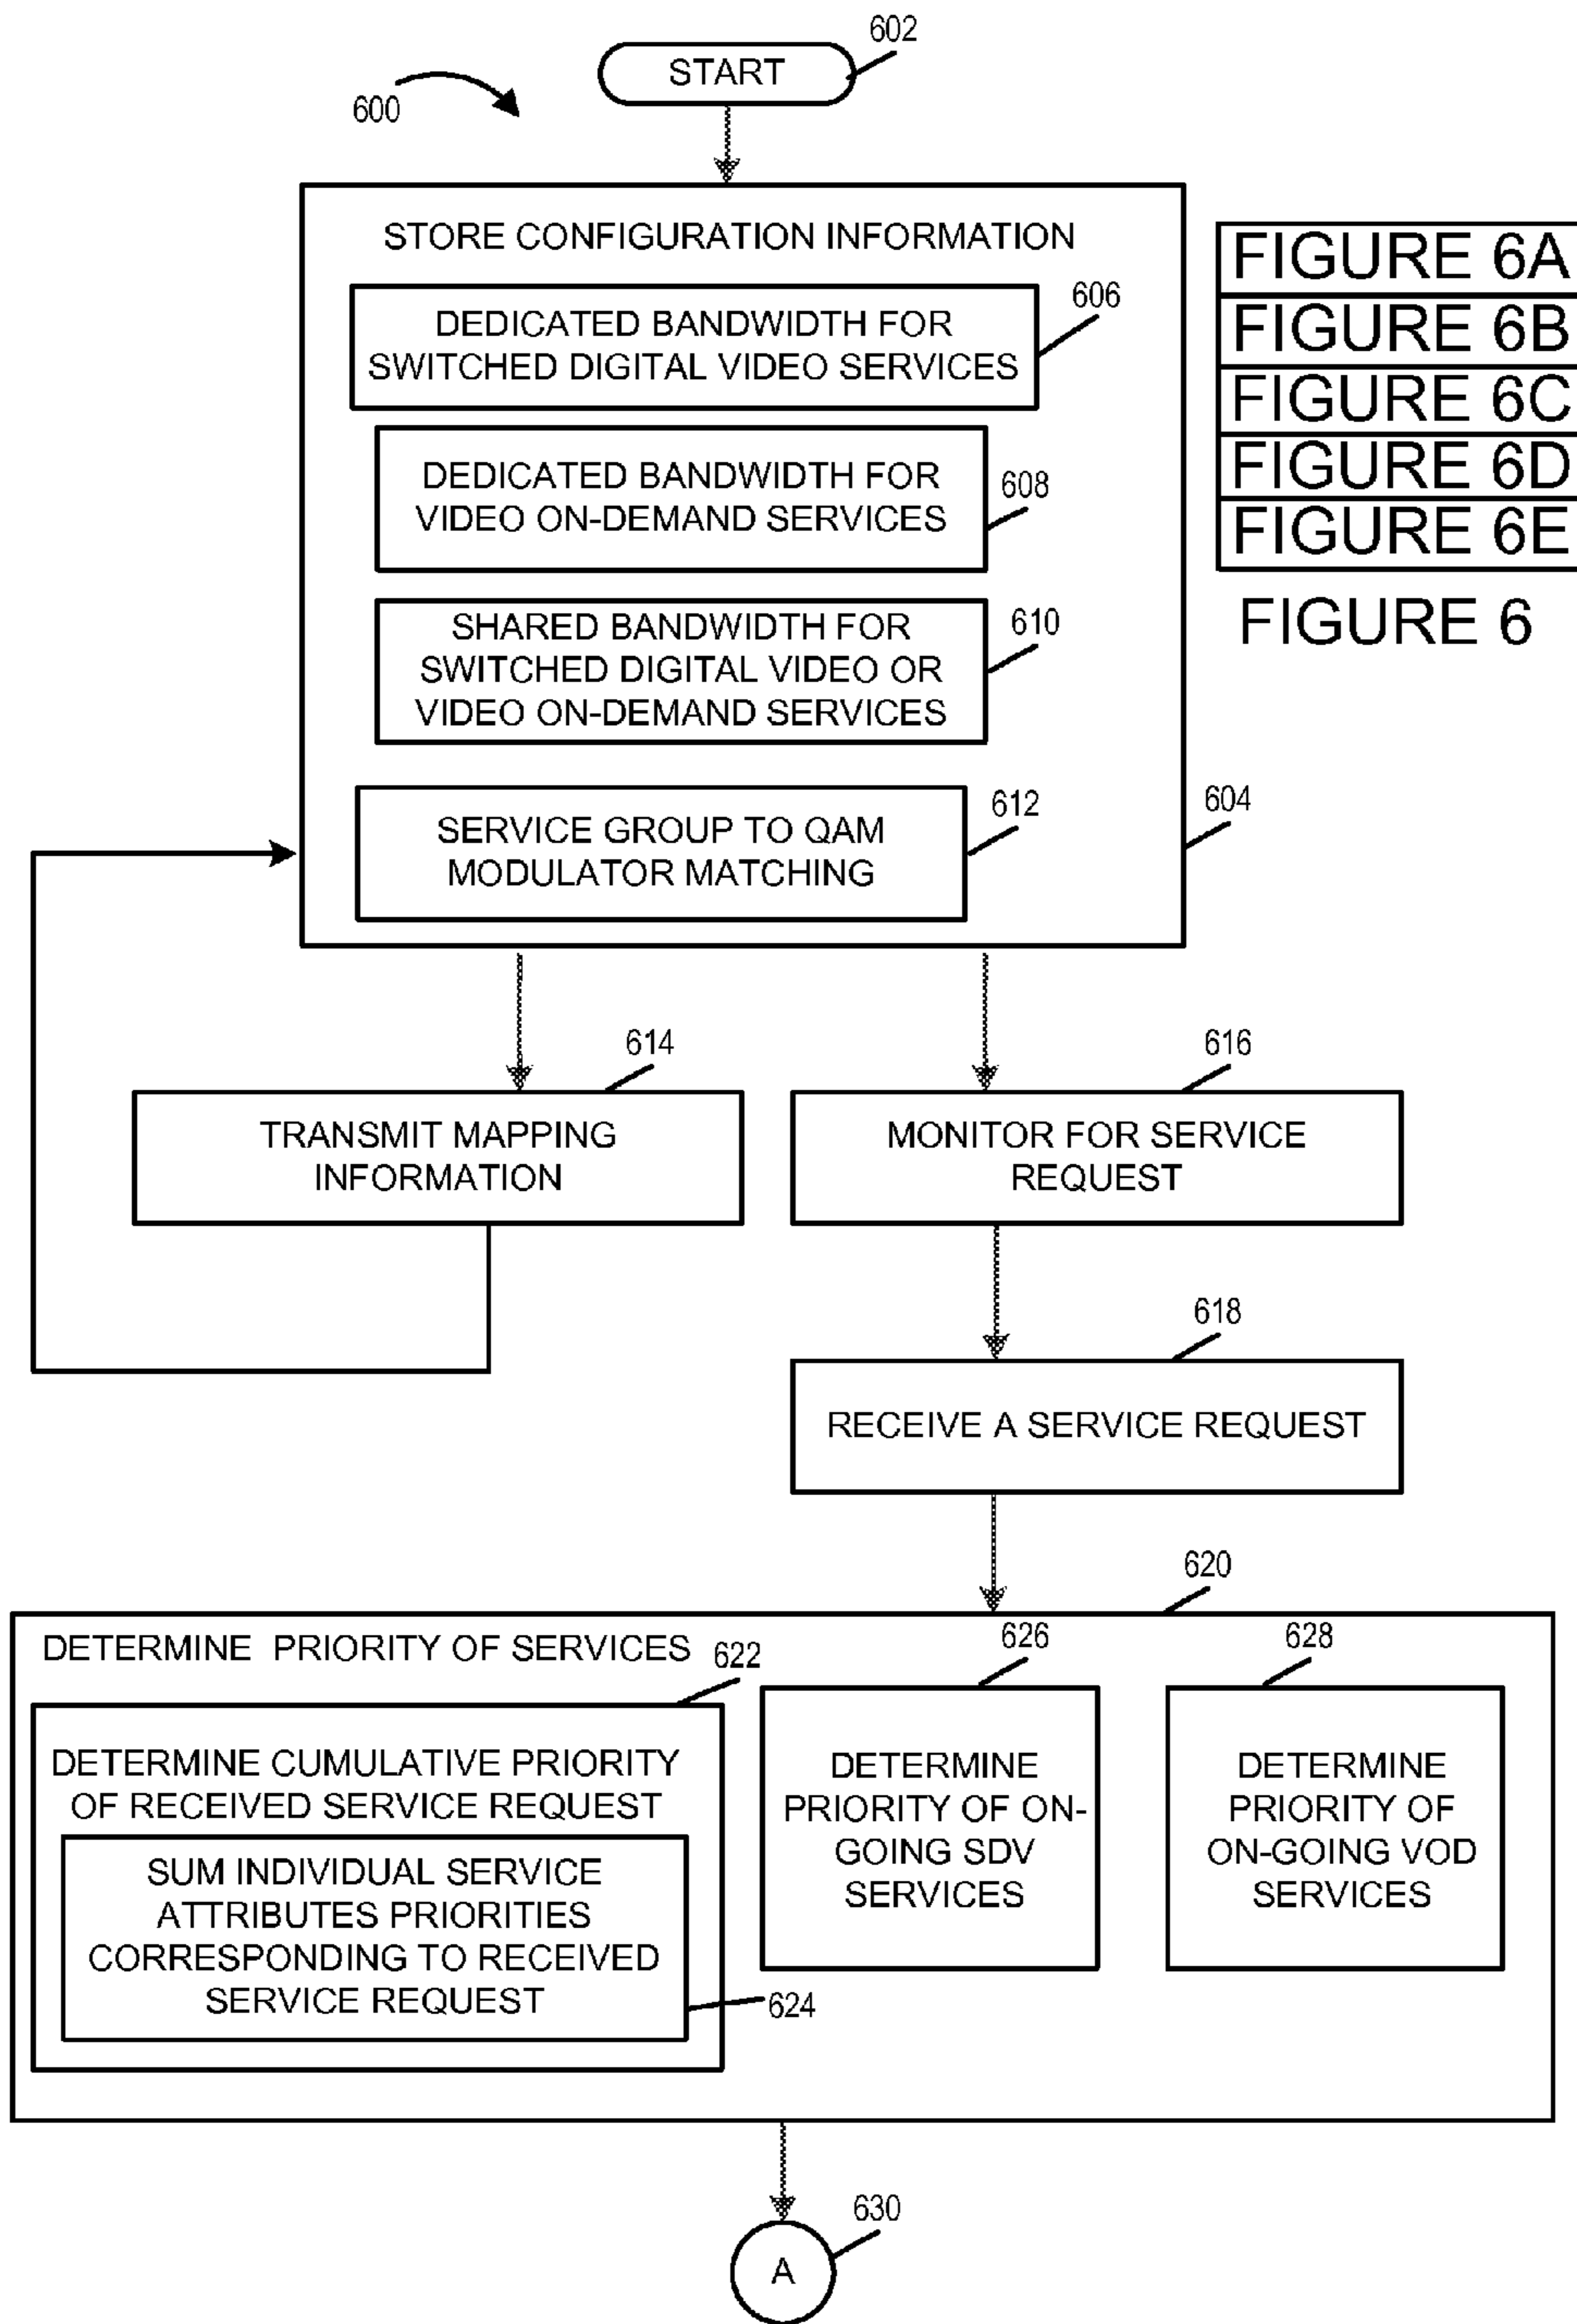 602
START
600
STORE CONFIGURATION INFORMATION
606
DEDICATED BANDWIDTH FOR
SWITCHED DIGITAL VIDEO SERVICES
608
DEDICATED BANDWIDTH FOR
VIDEO ON-DEMAND SERVICES
610
SHARED BANDWIDTH FOR
SWITCHED DIGITAL VIDEO OR
VIDEO ON-DEMAND SERVICES
612
SERVICE GROUP TO QAM
MODULATOR MATCHING
604
FIGURE 6A
FIGURE 6B
FIGURE 6C
FIGURE 6D
FIGURE 6E
FIGURE 6
614
TRANSMIT MAPPING
INFORMATION
616
MONITOR FOR SERVICE
REQUEST
618
RECEIVE A SERVICE REQUEST
620
DETERMINE PRIORITY OF SERVICES
622
DETERMINE CUMULATIVE PRIORITY
OF RECEIVED SERVICE REQUEST
SUM INDIVIDUAL SERVICE
ATTRIBUTES PRIORITIES
CORRESPONDING TO RECEIVED
SERVICE REQUEST
624
626
DETERMINE
PRIORITY OF ON-
GOING SDV
SERVICES
628
DETERMINE
PRIORITY OF
ON-GOING VOD
SERVICES
630
A